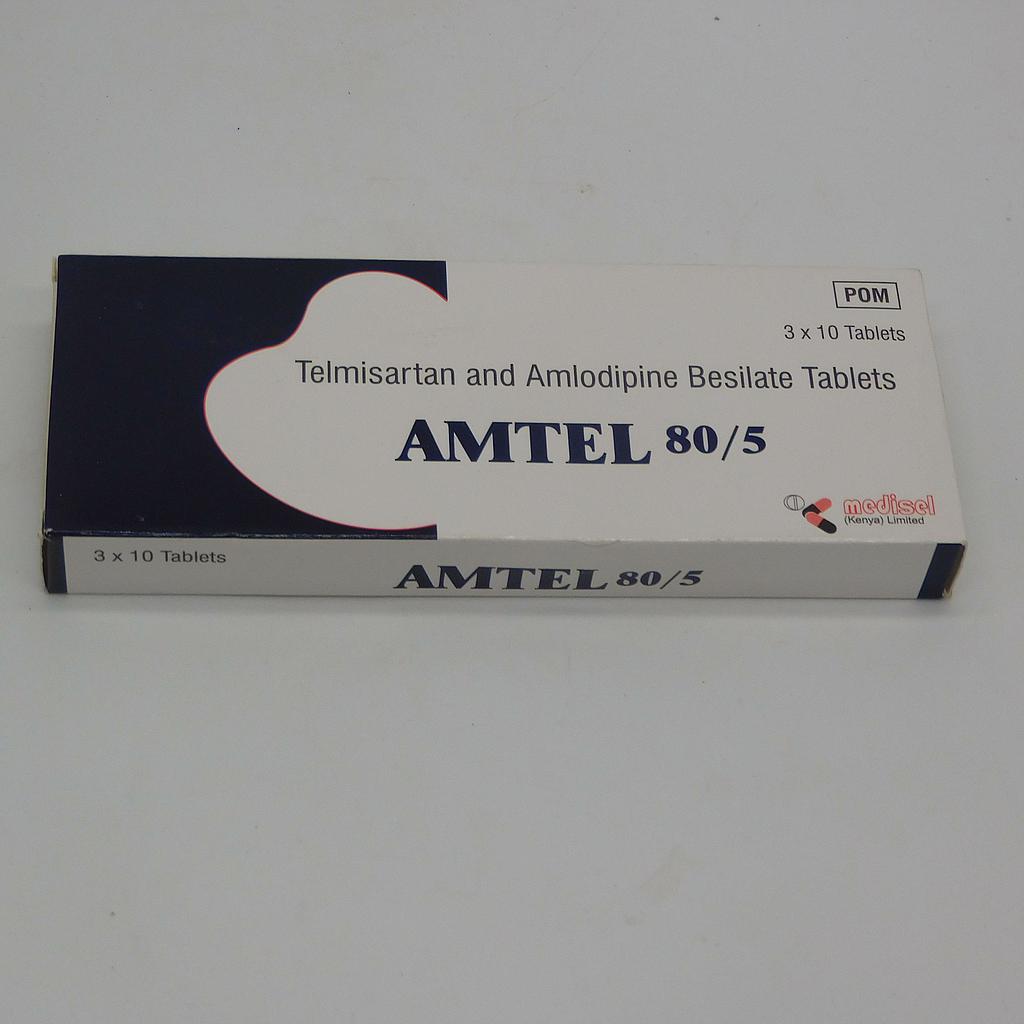 POM
3 x 10 Tablets
Telmisartan and Amlodipine Besilate Tablets
AMTEL 80/5
medisel
(Kenya) Limited
3 x 10 Tablets
AMTEL 80/5